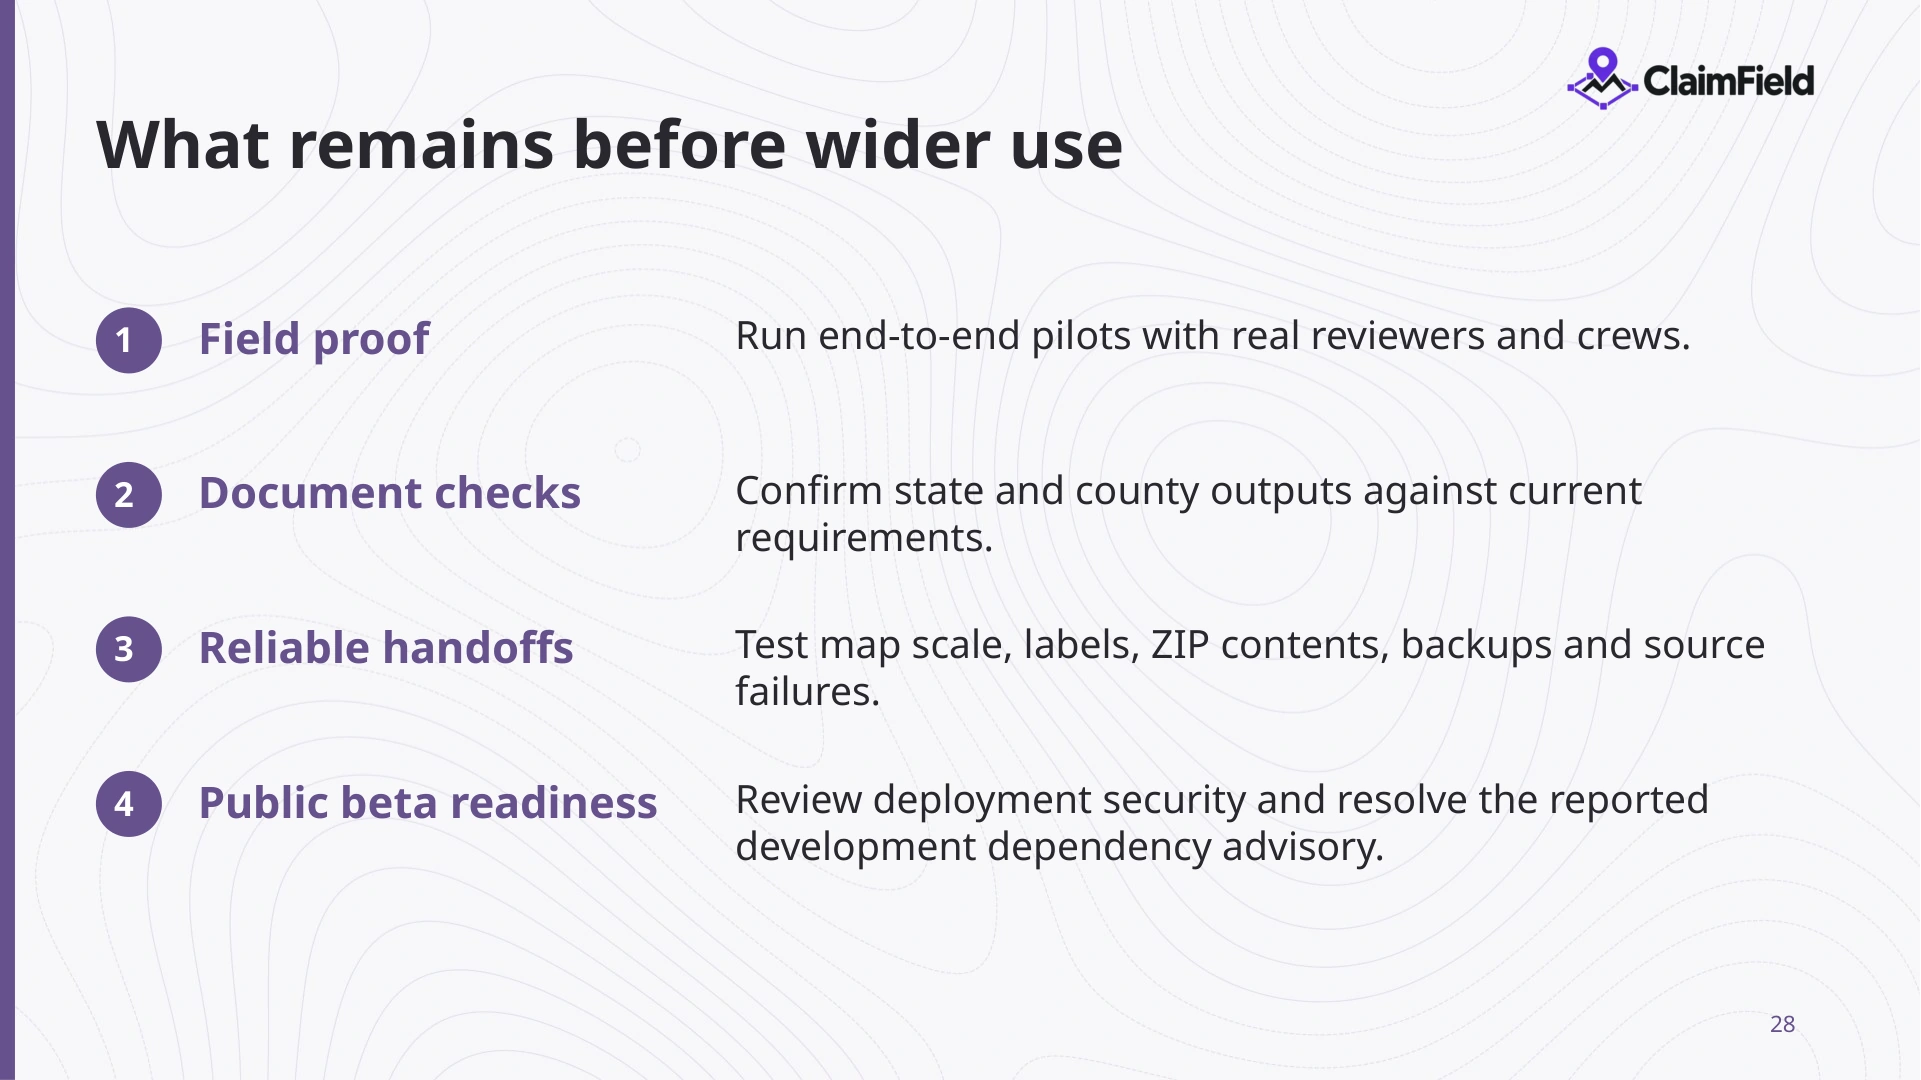 ClaimField
What remains before wider use
1 Field proof Run end-to-end pilots with real reviewers and crews.
2 Document checks Confirm state and county outputs against current
requirements.
3 Reliable handoffs Test map scale, labels, ZIP contents, backups and source
failures.
4 Public beta readiness Review deployment security and resolve the reported
development dependency advisory.
28